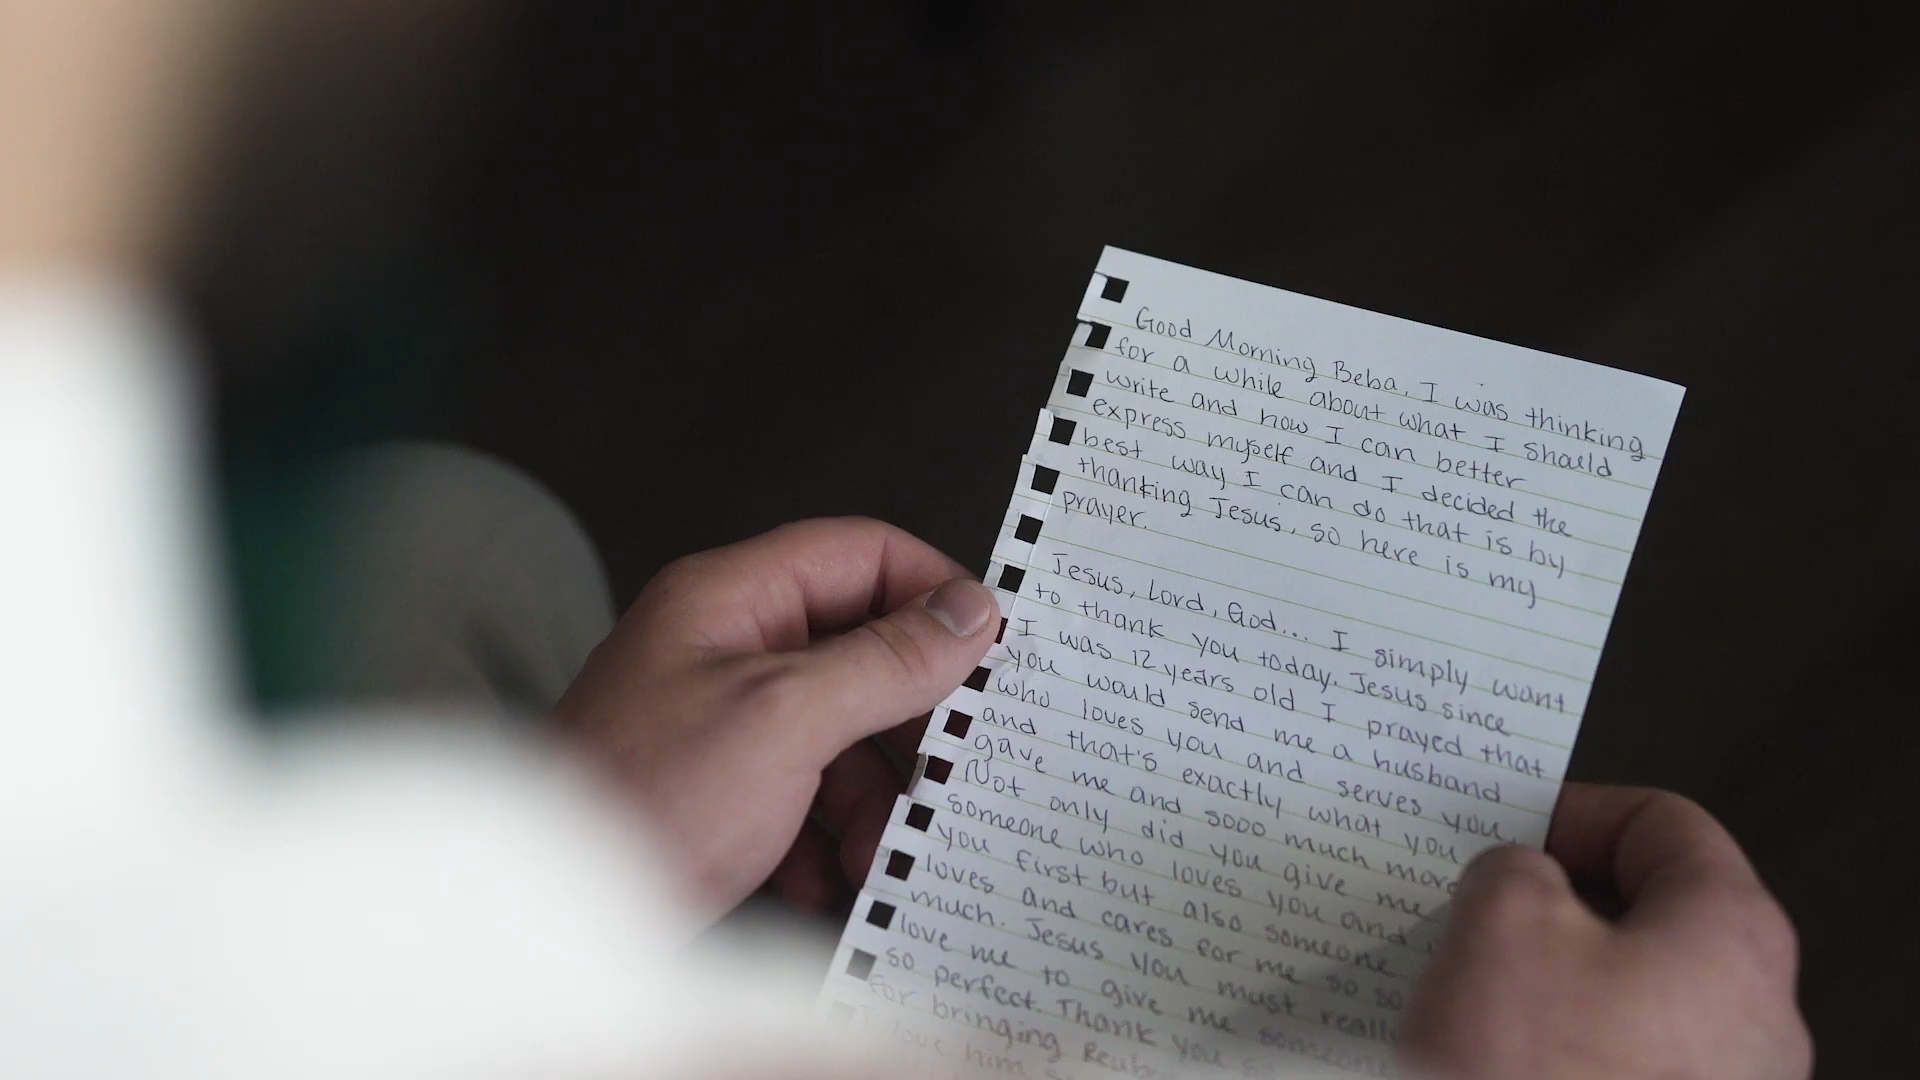 Good Morning Beba, I was thinking
for a while about what I should
write and how I can better
express myself and I decided the
best way I can do that is by
thanking Jesus, so here is my
prayer.
Jesus, Lord, God... I simply want
to thank you today. Jesus since
I was 12 years old I prayed that
you would send me a husband
who loves you and serves you
and that's exactly what you
gave me and sooo much more
Not only did you give me
someone who loves you and
you first but also someone
loves and cares for me so so
much. Jesus you must really
love me to give me someone
so perfect. Thank you
for bringing
I love him